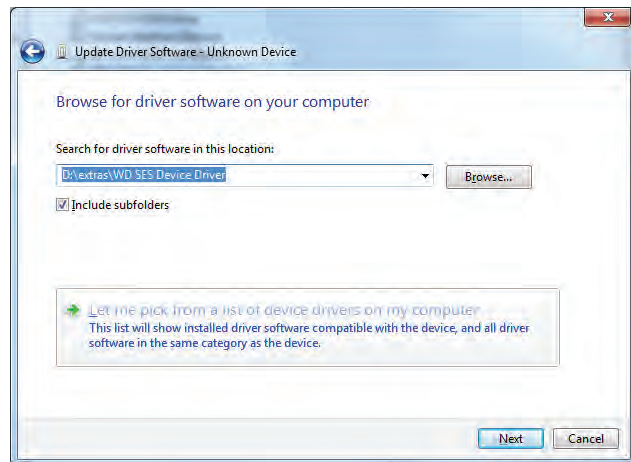 Update Driver Software - Unknown Device
Browse for driver software on your computer
Search for driver software in this location:
D:\extras\WD SES Device Driver
Browse...
Include subfolders
Let me pick from a list of device drivers on my computer
This list will show installed driver software compatible with the device, and all driver
software in the same category as the device.
Next
Cancel